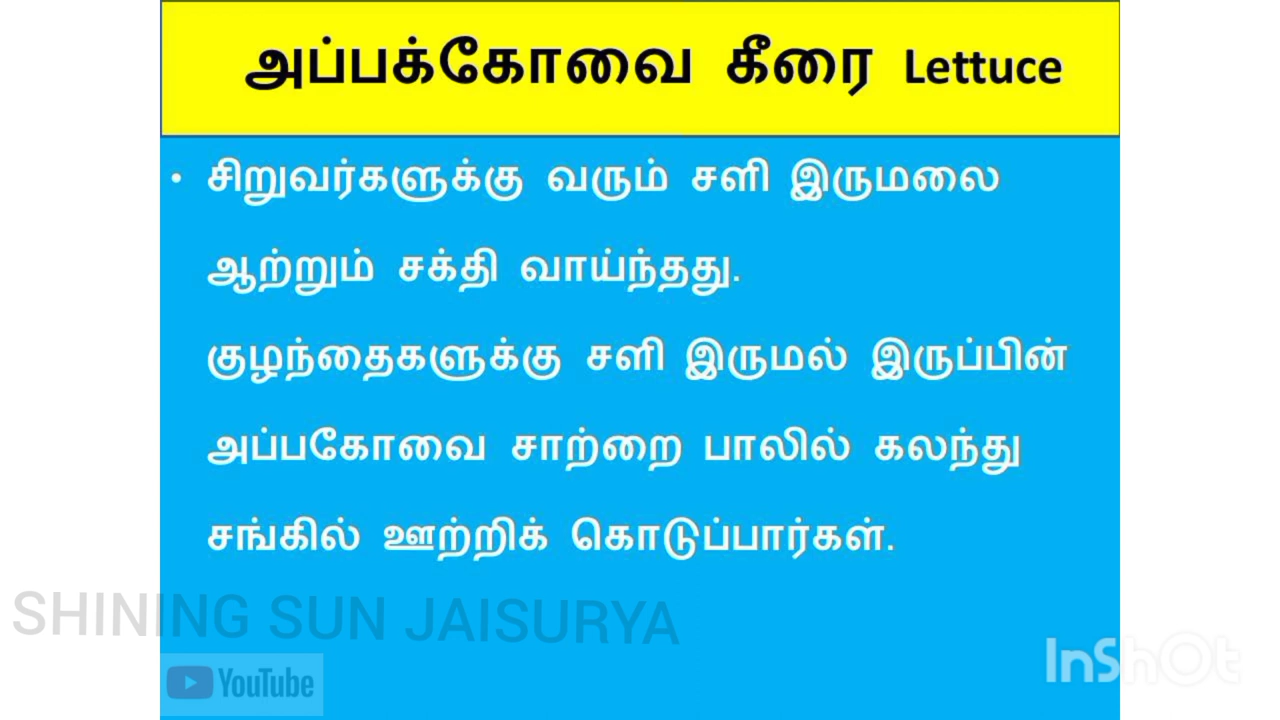 அப்பக்கோவை கீரை Lettuce
• சிறுவர்களுக்கு வரும் சளி இருமலை
ஆற்றும் சக்தி வாய்ந்தது.
குழந்தைகளுக்கு சளி இருமல் இருப்பின்
அப்பகோவை சாற்றை பாலில் கலந்து
சங்கில் ஊற்றிக் கொடுப்பார்கள்.
SHINING SUN JAISURYA
YouTube
InShOt